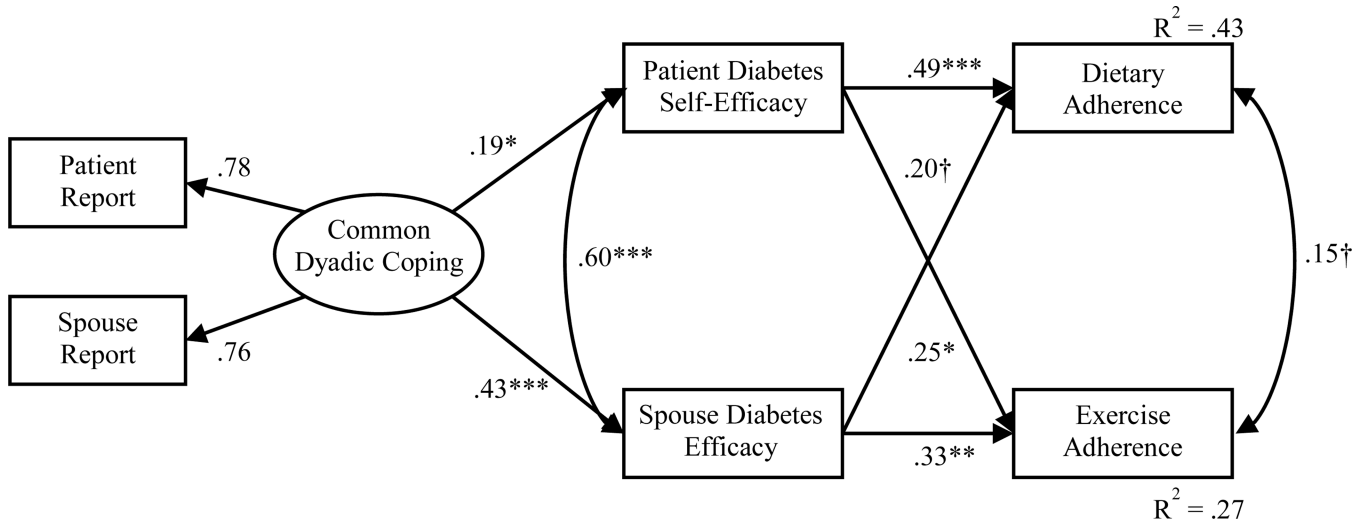 R² = .43
Patient Diabetes
Self-Efficacy
.49***
Dietary
Adherence
Patient
Report
.78
.19*
.20†
Common
Dyadic Coping
.60***
.15†
Spouse
Report
.76
.43***
.25*
Spouse Diabetes
Efficacy
.33**
Exercise
Adherence
R² = .27